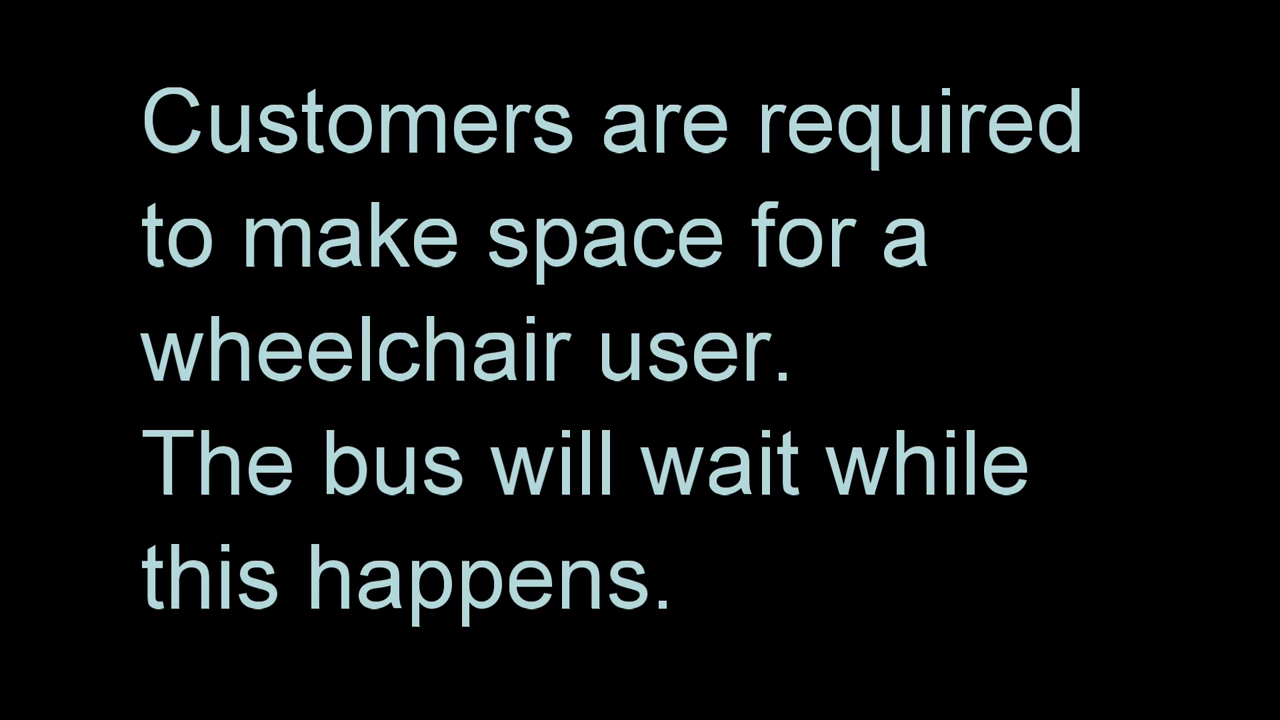 Customers are required
to make space for a
wheelchair user.
The bus will wait while
this happens.